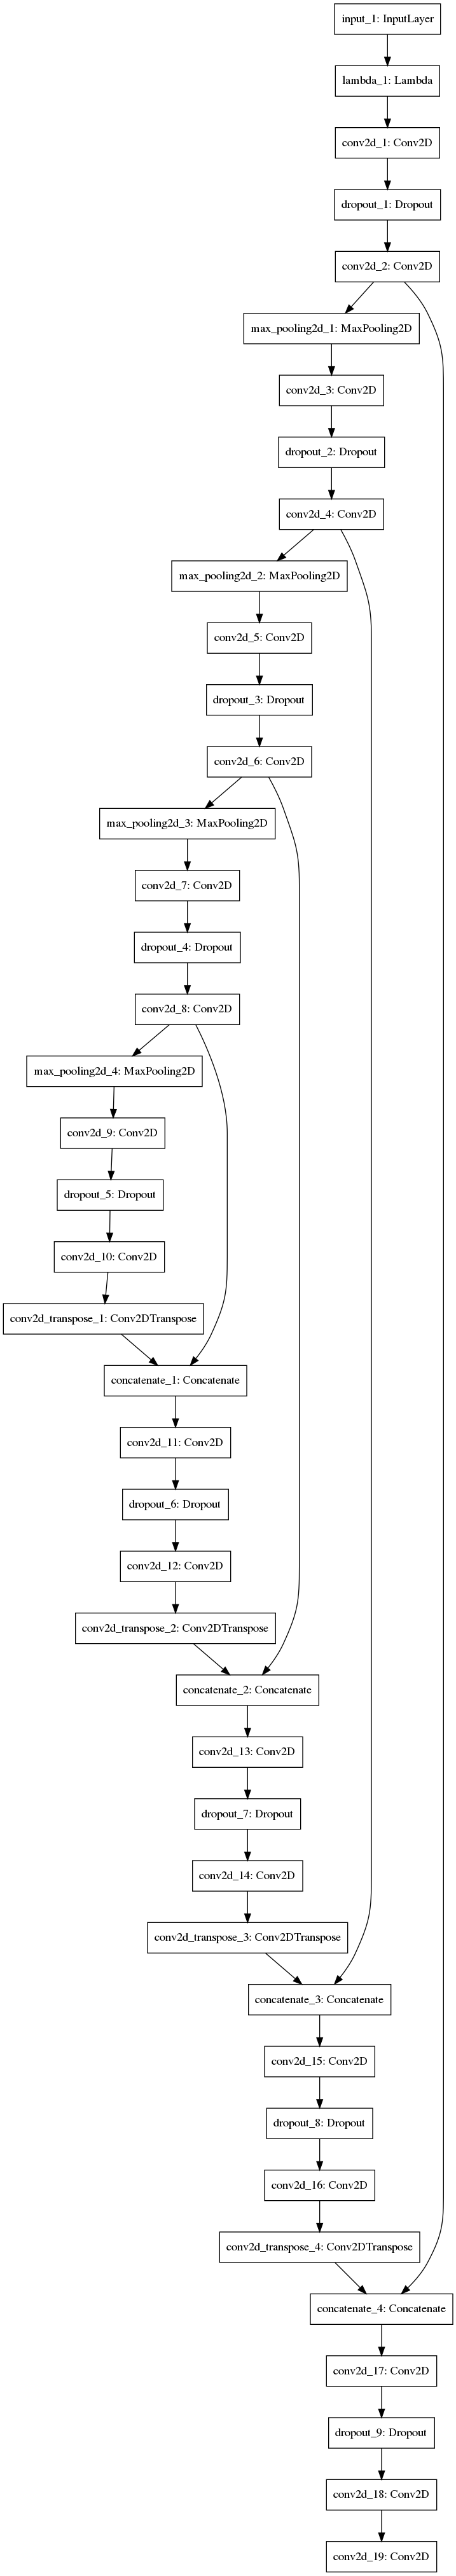 input_1: InputLayer
lambda_1: Lambda
conv2d_1: Conv2D
dropout_1: Dropout
conv2d_2: Conv2D
max_pooling2d_1: MaxPooling2D
conv2d_3: Conv2D
dropout_2: Dropout
conv2d_4: Conv2D
max_pooling2d_2: MaxPooling2D
conv2d_5: Conv2D
dropout_3: Dropout
conv2d_6: Conv2D
max_pooling2d_3: MaxPooling2D
conv2d_7: Conv2D
dropout_4: Dropout
conv2d_8: Conv2D
max_pooling2d_4: MaxPooling2D
conv2d_9: Conv2D
dropout_5: Dropout
conv2d_10: Conv2D
conv2d_transpose_1: Conv2DTranspose
concatenate_1: Concatenate
conv2d_11: Conv2D
dropout_6: Dropout
conv2d_12: Conv2D
conv2d_transpose_2: Conv2DTranspose
concatenate_2: Concatenate
conv2d_13: Conv2D
dropout_7: Dropout
conv2d_14: Conv2D
conv2d_transpose_3: Conv2DTranspose
concatenate_3: Concatenate
conv2d_15: Conv2D
dropout_8: Dropout
conv2d_16: Conv2D
conv2d_transpose_4: Conv2DTranspose
concatenate_4: Concatenate
conv2d_17: Conv2D
dropout_9: Dropout
conv2d_18: Conv2D
conv2d_19: Conv2D